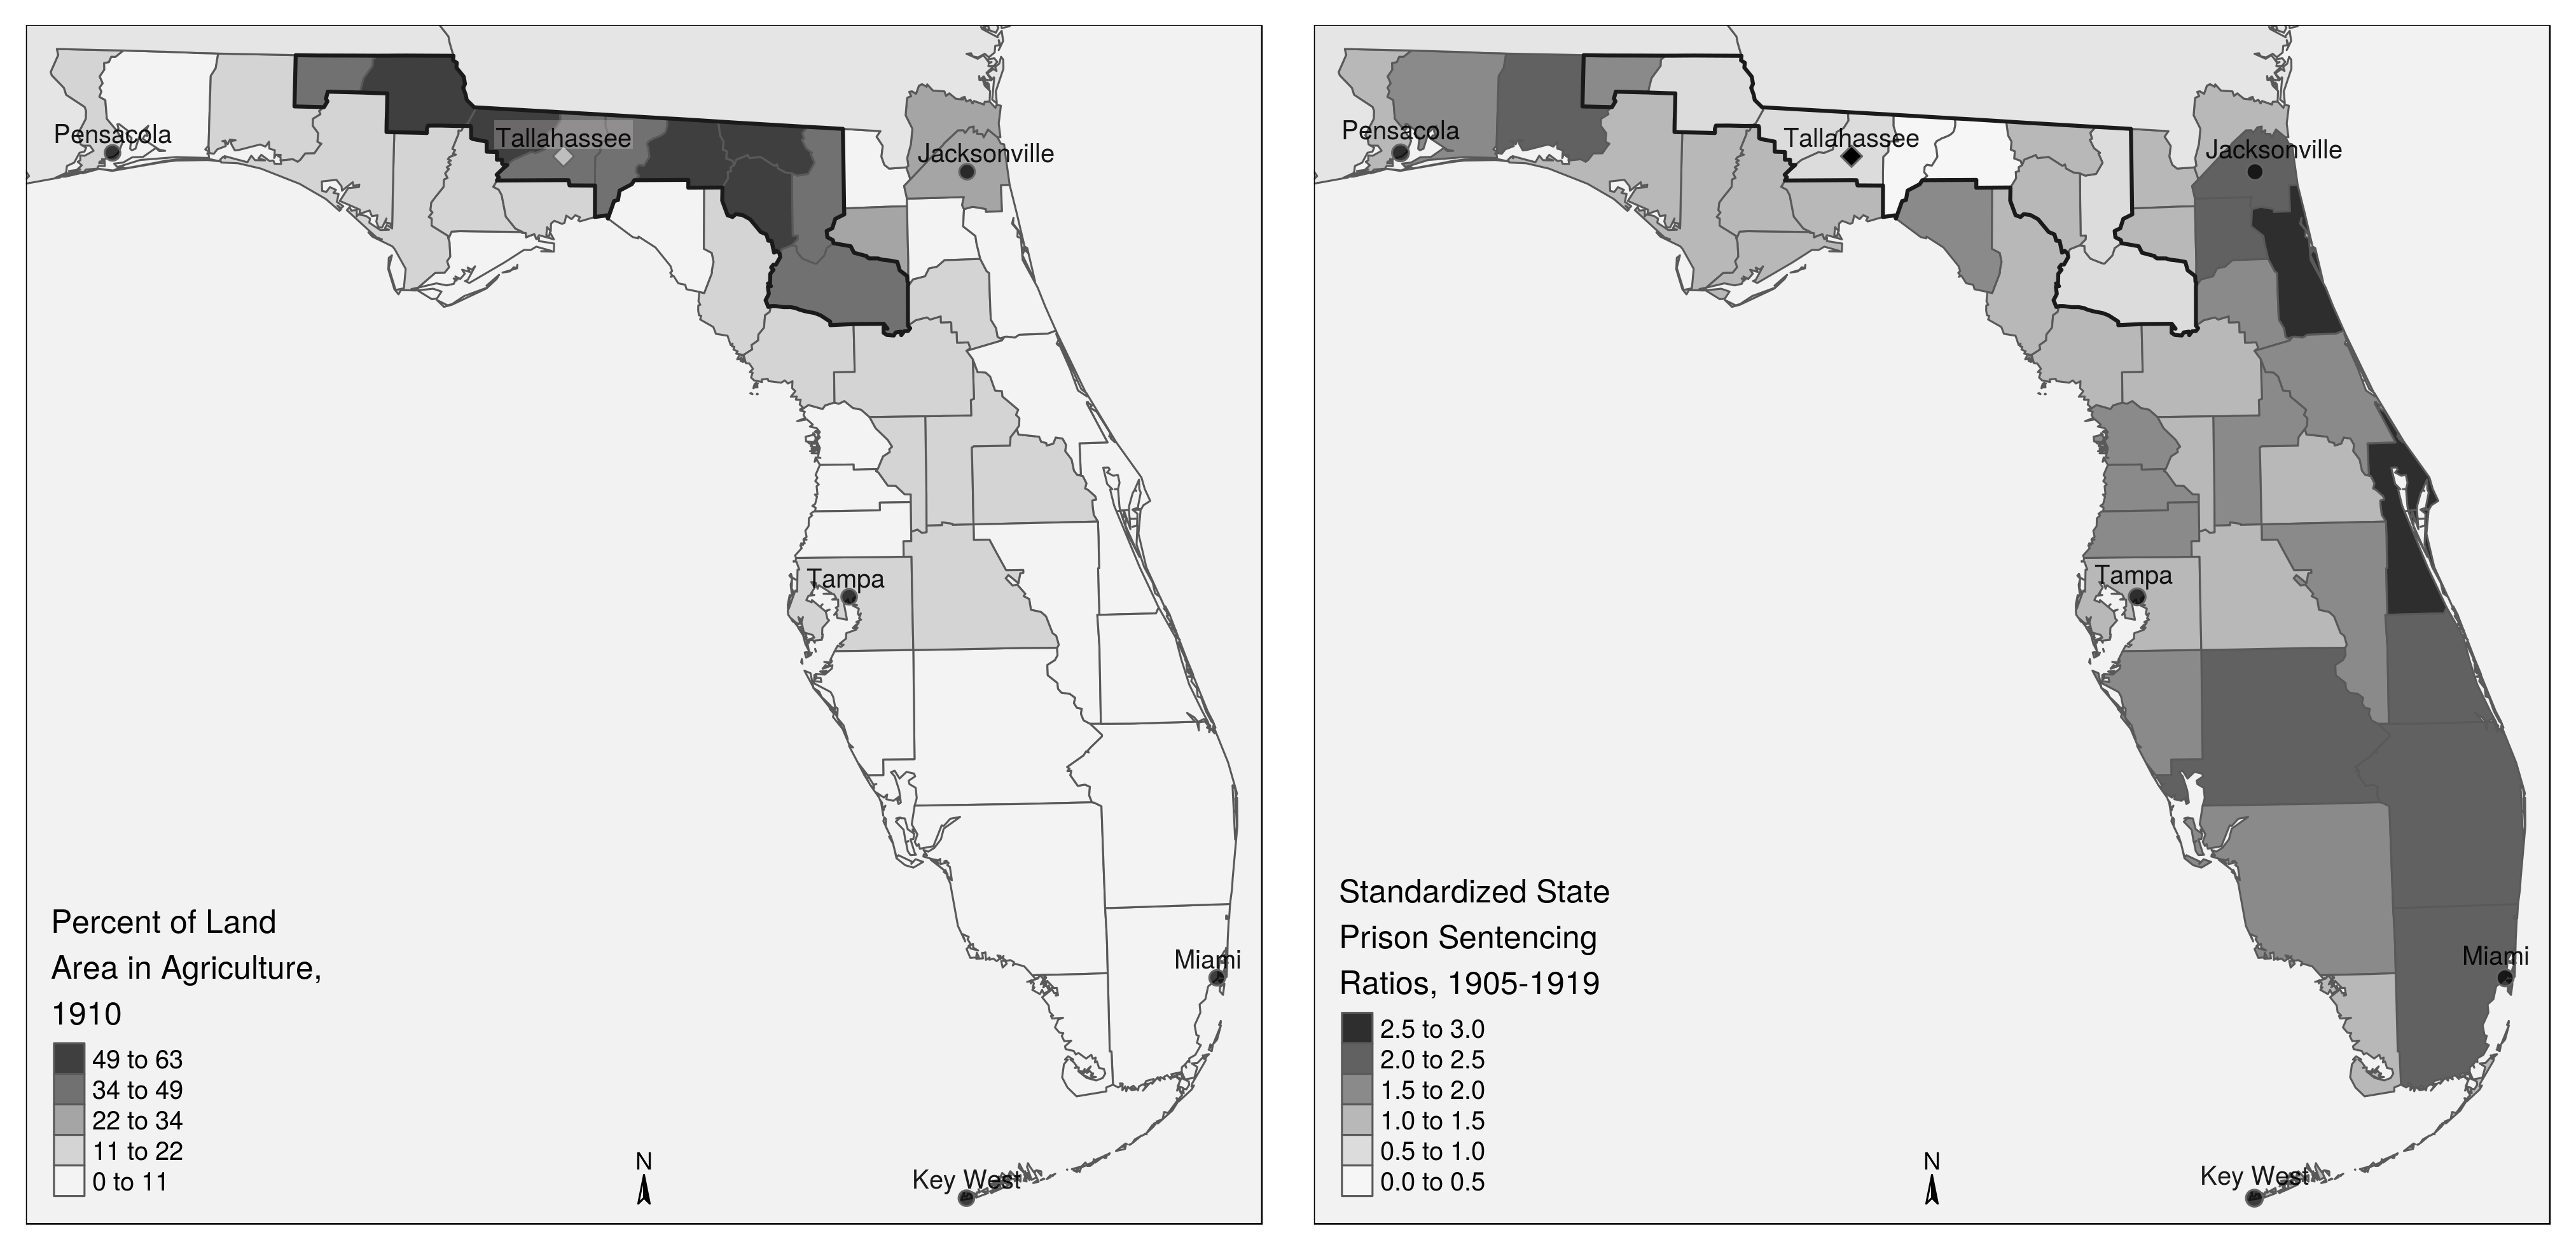 Pensacola
Tallahassee
Jacksonville
Tampa
Miami
Key West
Percent of Land
Area in Agriculture,
1910
49 to 63
34 to 49
22 to 34
11 to 22
0 to 11
N
Pensacola
Tallahassee
Jacksonville
Tampa
Miami
Key West
Standardized State
Prison Sentencing
Ratios, 1905-1919
2.5 to 3.0
2.0 to 2.5
1.5 to 2.0
1.0 to 1.5
0.5 to 1.0
0.0 to 0.5
N